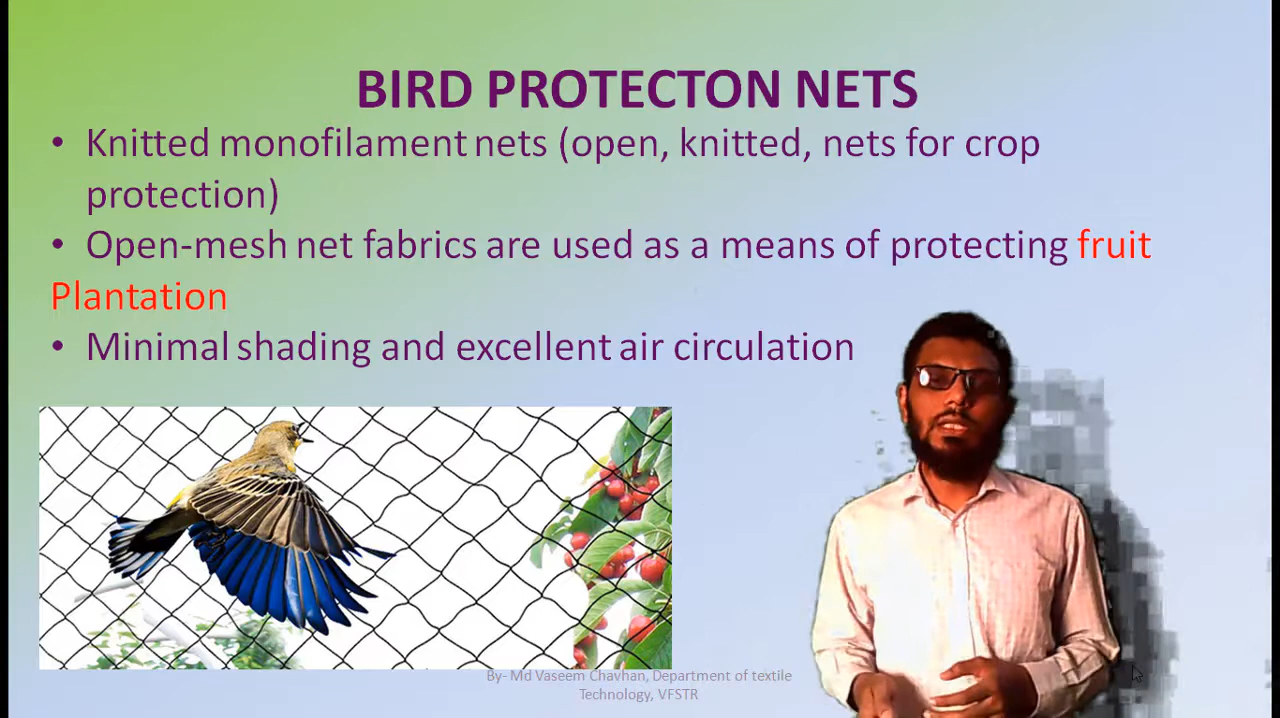 BIRD PROTECTON NETS
• Knitted monofilament nets (open, knitted, nets for crop
protection)
• Open-mesh net fabrics are used as a means of protecting fruit
Plantation
• Minimal shading and excellent air circulation
By- Md Vaseem Chavhan, Department of textile
Technology, VFSTR